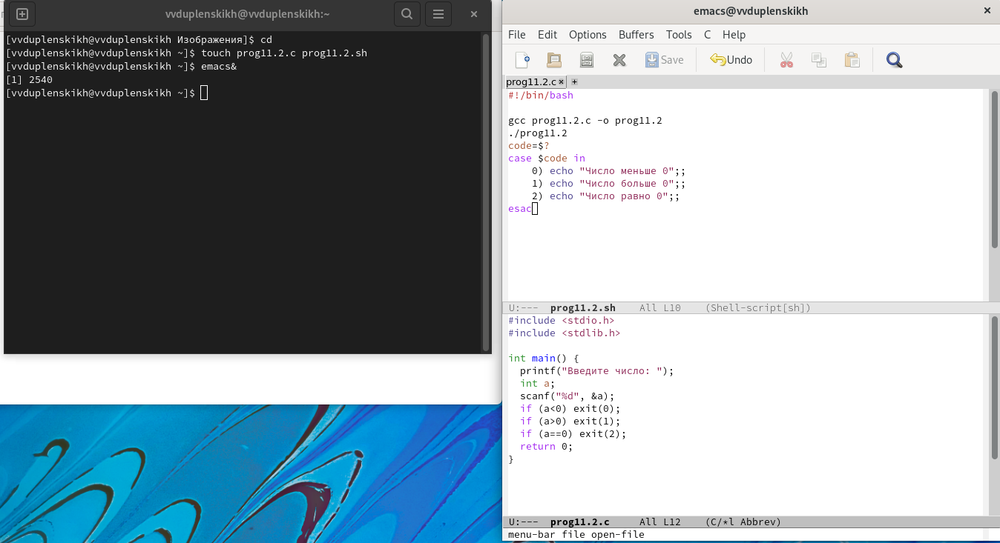 vvduplenskikh@vvduplenskikh:~
[vvduplenskikh@vvduplenskikh Изображения]$ cd
[vvduplenskikh@vvduplenskikh ~]$ touch prog11.2.c prog11.2.sh
[vvduplenskikh@vvduplenskikh ~]$ emacs&
[1] 2540
[vvduplenskikh@vvduplenskikh ~]$
emacs@vvduplenskikh
File Edit Options Buffers Tools C Help
Save Undo
prog11.2.c
#!/bin/bash
gcc prog11.2.c -o prog11.2
./prog11.2
code=$?
case $code in
0) echo "Число меньше 0";;
1) echo "Число больше 0";;
2) echo "Число равно 0";;
esac
U:--- prog11.2.sh All L10 (Shell-script[sh])
#include <stdio.h>
#include <stdlib.h>
int main() {
printf("Введите число: ");
int a;
scanf("%d", &a);
if (a<0) exit(0);
if (a>0) exit(1);
if (a==0) exit(2);
return 0;
}
U:--- prog11.2.c All L12 (C/*l Abbrev)
menu-bar file open-file